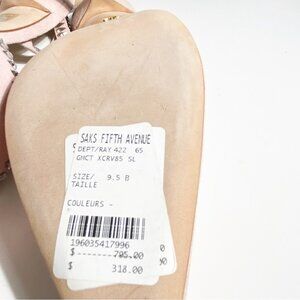 SAKS FIFTH AVENUE
DEPT/RAY 422 65
GHCT XCRV85 SL
SIZE/ 9.5 B
TAILLE
COULEURS -
196035417996
$ 795.00
$ 318.00